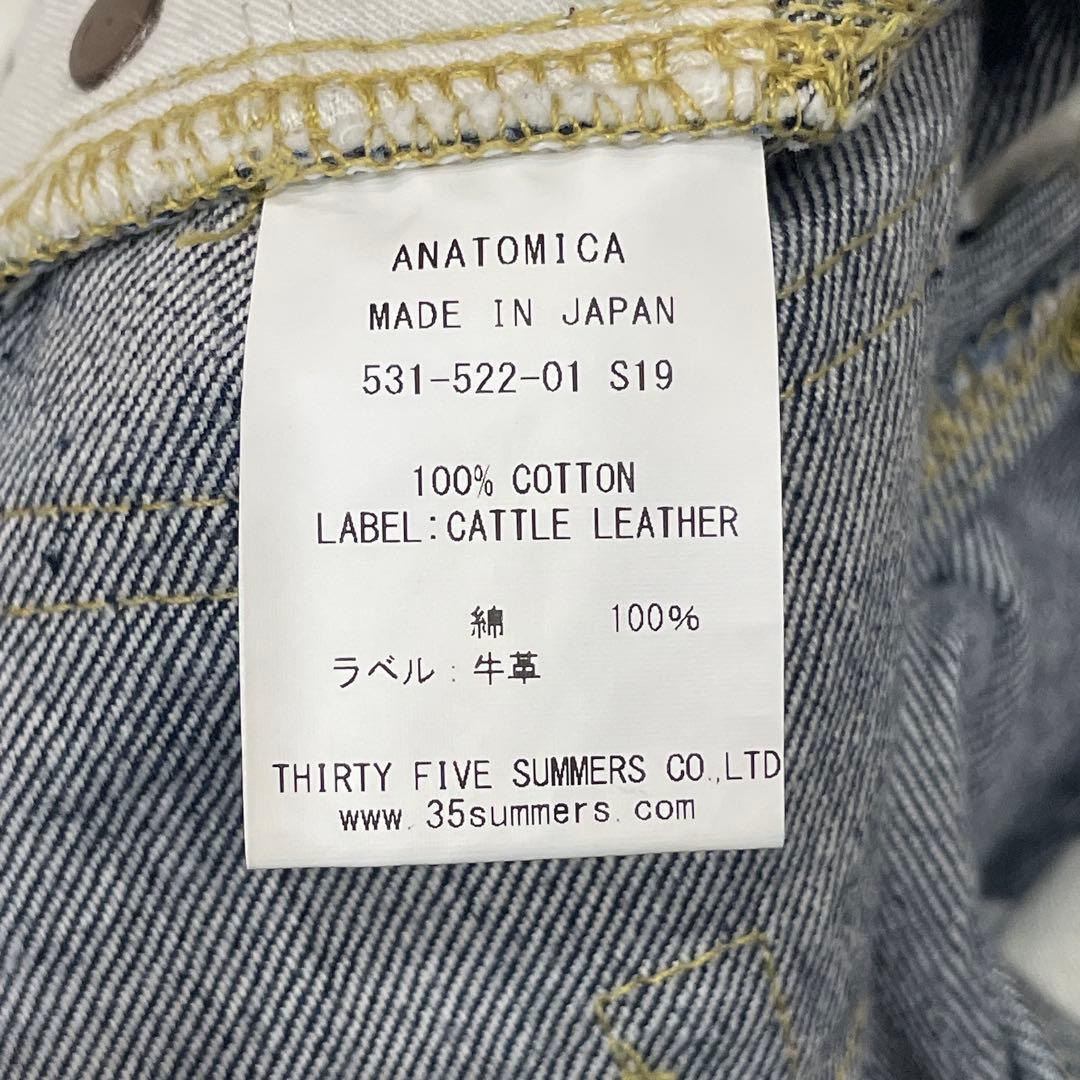 ANATOMICA
MADE IN JAPAN
531-522-01 S19
100% COTTON
LABEL:CATTLE LEATHER
綿 100%
ラベル:牛革
THIRTY FIVE SUMMERS CO.,LTD
www.35summers.com